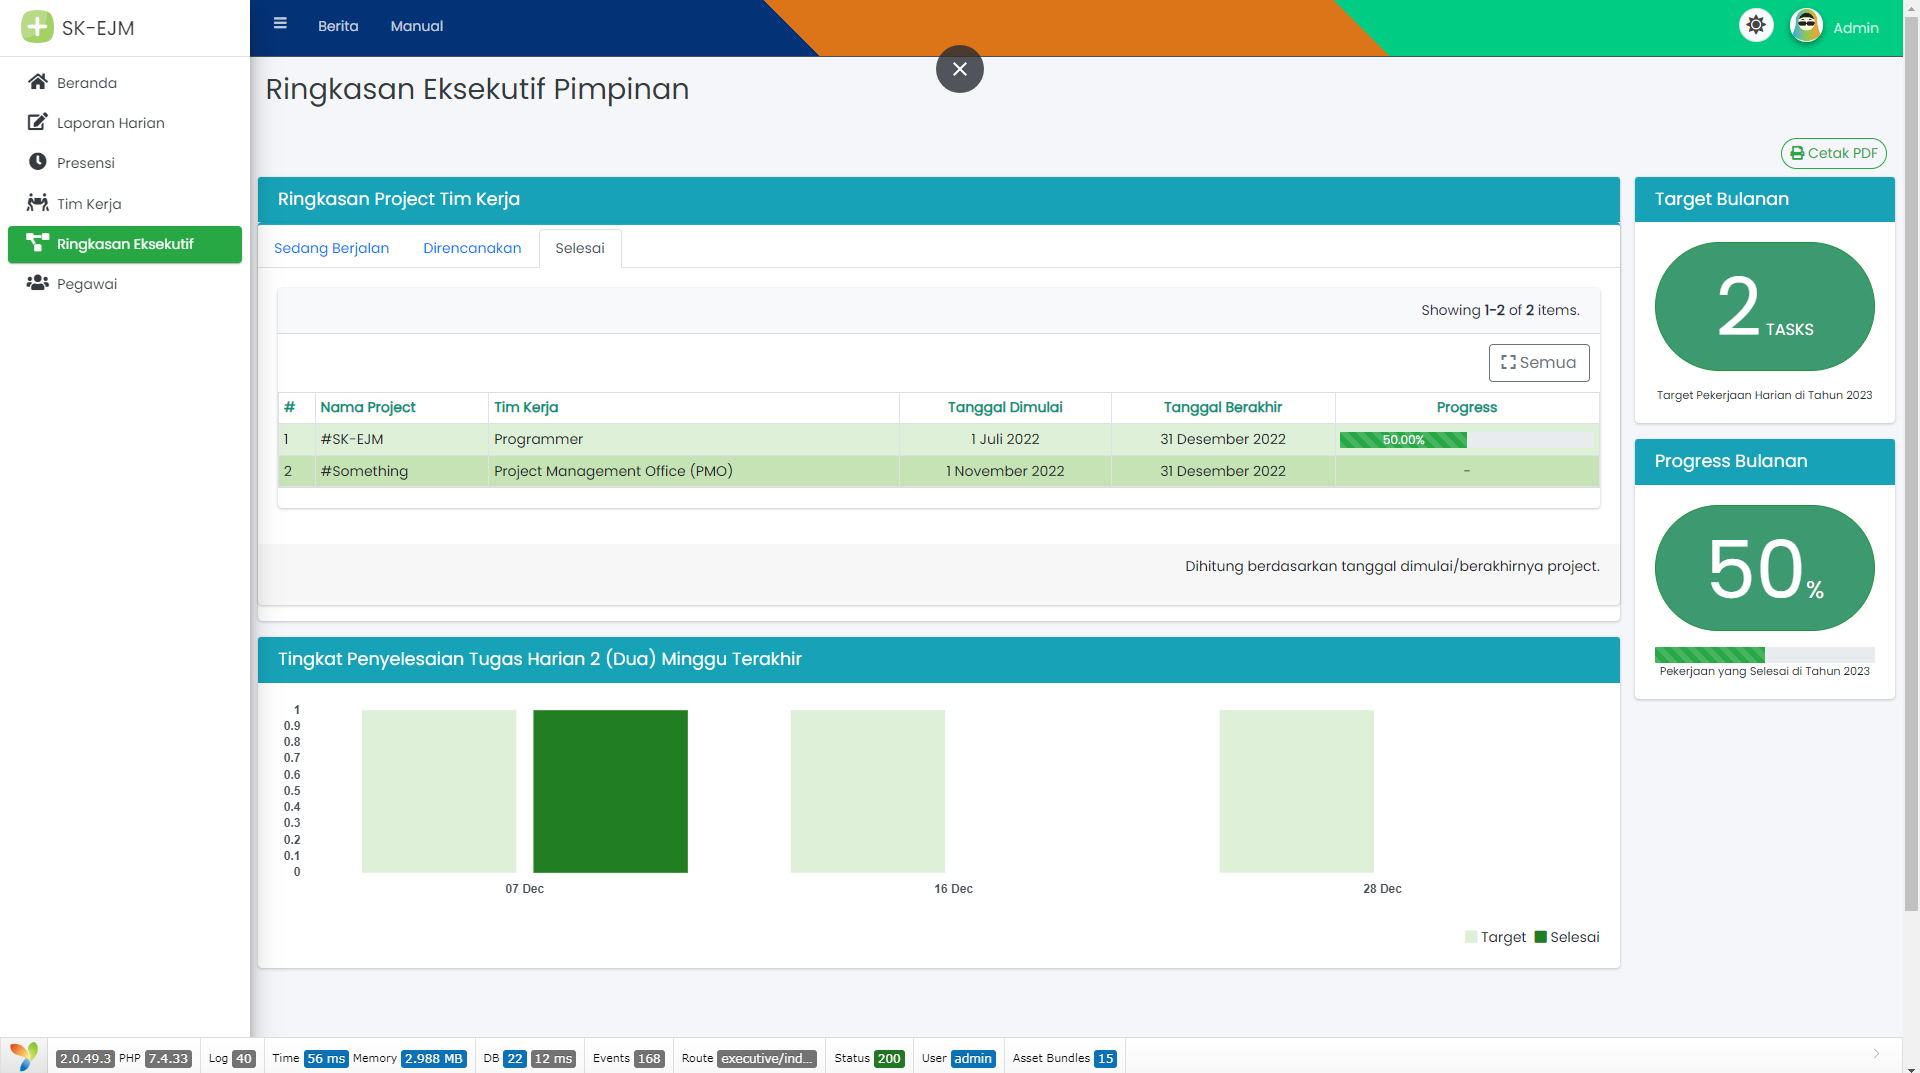 SK-EJM
Berita
Manual
Admin
Beranda
Laporan Harian
Presensi
Tim Kerja
Ringkasan Eksekutif
Pegawai
Ringkasan Eksekutif Pimpinan
Cetak PDF
Ringkasan Project Tim Kerja
Sedang Berjalan
Direncanakan
Selesai
Showing 1-2 of 2 items.
Semua
# Nama Project Tim Kerja Tanggal Dimulai Tanggal Berakhir Progress
1 #SK-EJM Programmer 1 Juli 2022 31 Desember 2022 50.00%
2 #Something Project Management Office (PMO) 1 November 2022 31 Desember 2022 -
Dihitung berdasarkan tanggal dimulai/berakhirnya project.
Target Bulanan
2 TASKS
Target Pekerjaan Harian di Tahun 2023
Progress Bulanan
50%
Pekerjaan yang Selesai di Tahun 2023
Tingkat Penyelesaian Tugas Harian 2 (Dua) Minggu Terakhir
1
0.9
0.8
0.7
0.6
0.5
0.4
0.3
0.2
0.1
0
07 Dec
16 Dec
28 Dec
Target
Selesai
2.0.49.3 PHP 7.4.33 Log 40 Time 56 ms Memory 2.988 MB DB 22 12 ms Events 168 Route executive/ind... Status 200 User admin Asset Bundles 15